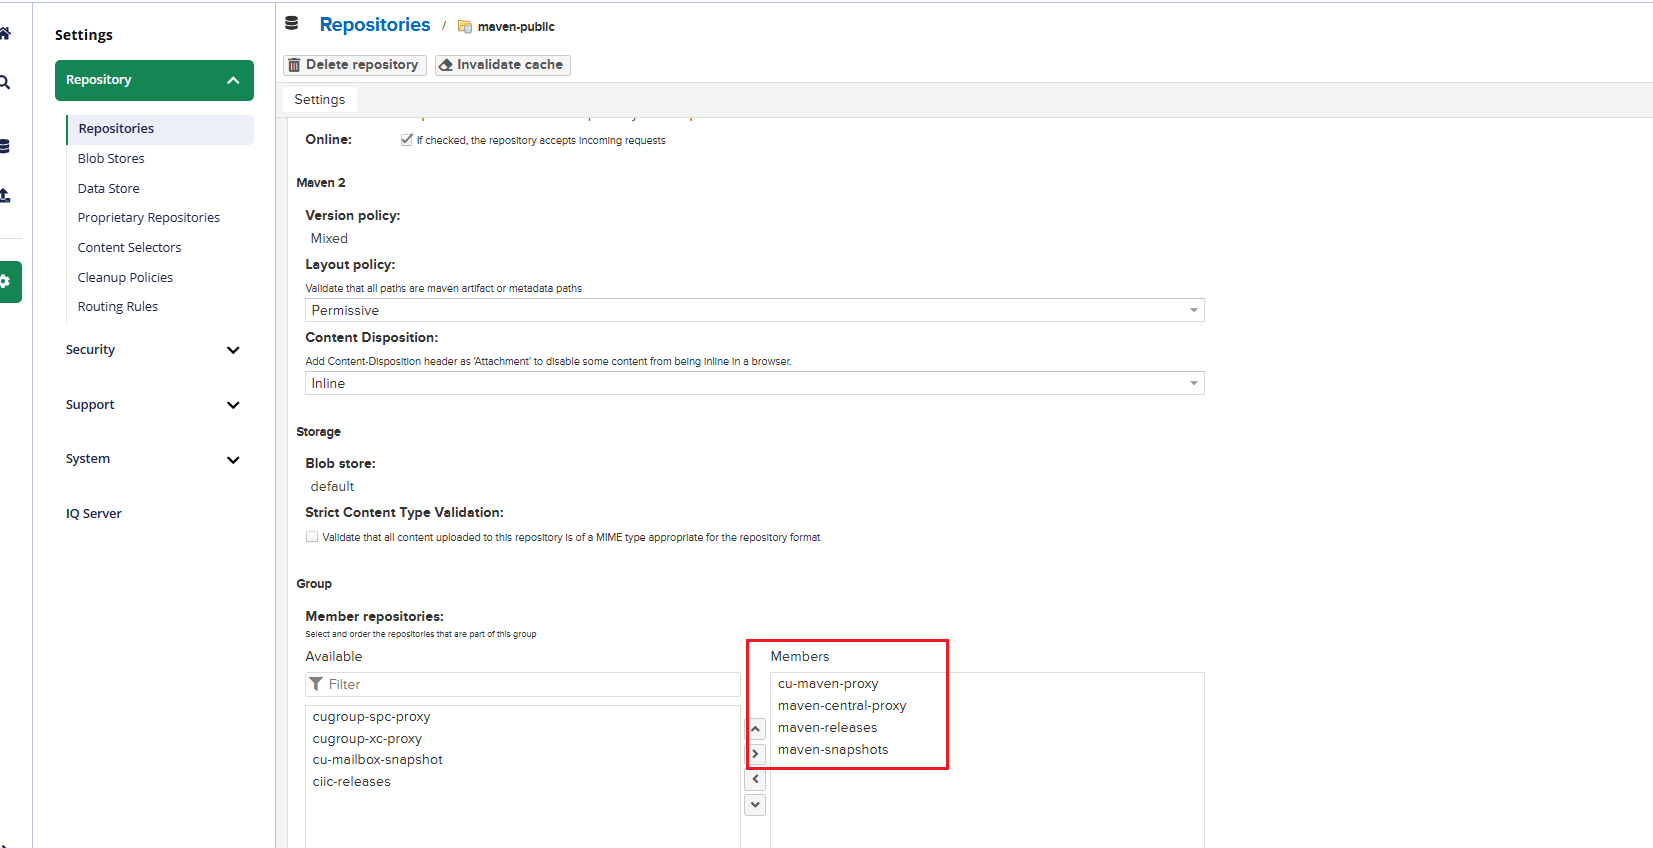 Settings
Repository
Repositories
Blob Stores
Data Store
Proprietary Repositories
Content Selectors
Cleanup Policies
Routing Rules
Security
Support
System
IQ Server
Repositories / maven-public
Delete repository Invalidate cache
Settings
Online: If checked, the repository accepts incoming requests
Maven 2
Version policy:
Mixed
Layout policy:
Validate that all paths are maven artifact or metadata paths
Permissive
Content Disposition:
Add Content-Disposition header as 'Attachment' to disable some content from being inline in a browser.
Inline
Storage
Blob store:
default
Strict Content Type Validation:
Validate that all content uploaded to this repository is of a MIME type appropriate for the repository format
Group
Member repositories:
Select and order the repositories that are part of this group
Available
Filter
cugroup-spc-proxy
cugroup-xc-proxy
cu-mailbox-snapshot
ciic-releases
Members
cu-maven-proxy
maven-central-proxy
maven-releases
maven-snapshots